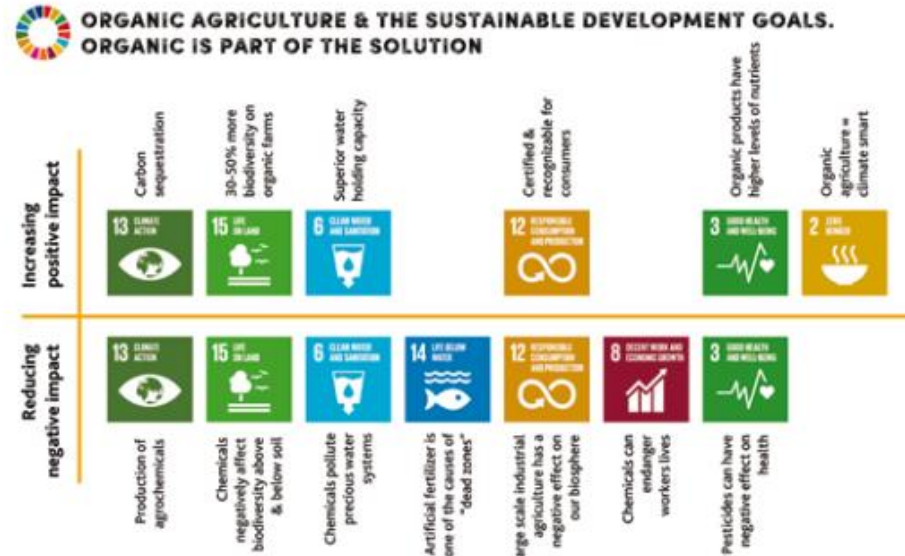 ORGANIC AGRICULTURE & THE SUSTAINABLE DEVELOPMENT GOALS.
ORGANIC IS PART OF THE SOLUTION
Increasing
positive impact
Carbon
sequestration
30-50% more
biodiversity on
organic farms
Superior water
holding capacity
Certified &
recognizable for
consumers
Organic products have
higher levels of nutrients
Organic
agriculture =
climate smart
13 CLIMATE
ACTION
15 LIFE
ON LAND
6 CLEAN WATER
AND SANITATION
12 RESPONSIBLE
CONSUMPTION
AND PRODUCTION
3 GOOD HEALTH
AND WELL-BEING
2 ZERO
HUNGER
Reducing
negative impact
13 CLIMATE
ACTION
15 LIFE
ON LAND
6 CLEAN WATER
AND SANITATION
14 LIFE BELOW
WATER
12 RESPONSIBLE
CONSUMPTION
AND PRODUCTION
8 DECENT WORK AND
ECONOMIC GROWTH
3 GOOD HEALTH
AND WELL-BEING
Production of
agrochemicals
Chemicals
negatively affect
biodiversity above
& below soil
Chemicals pollute
precious water
systems
Artificial fertilizer is
one of the causes of
"dead zones"
arge scale industrial
agriculture has a
negative effect on
our biosphere
Chemicals can
endanger
workers lives
Pesticides can have
negative effect on
health